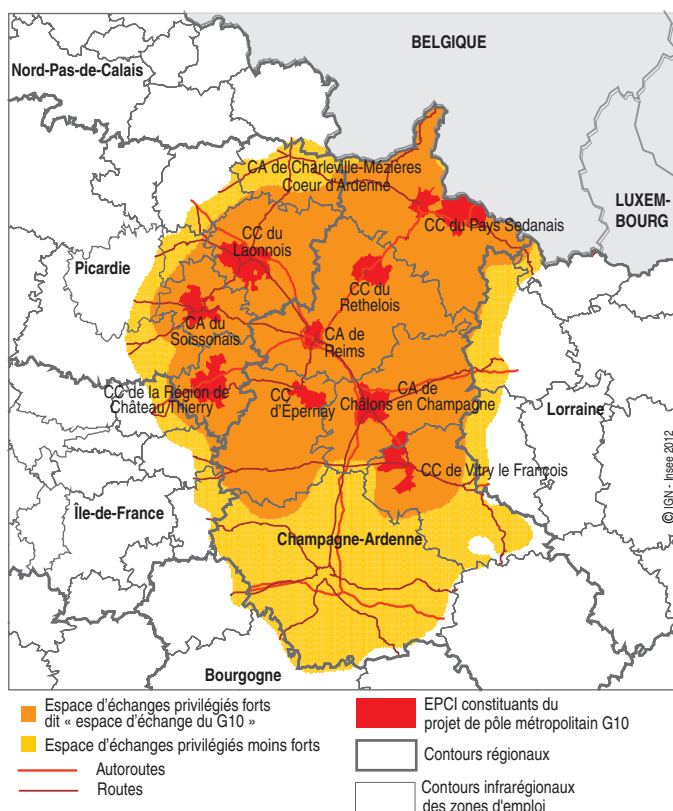 BELGIQUE
Nord-Pas-de-Calais
CA de Charleville-Mézières
Coeur d'Ardenne
LUXEM-
BOURG
CC du Pays Sedanais
CC du
Laonnois
Picardie
CC du
Rethelois
CA du
Soissonais
CA de
Reims
CC de la Région de
Château/Thierry
CC
d'Épernay
CA de
Châlons en Champagne
Lorraine
CC de Vitry le François
Île-de-France
Champagne-Ardenne
Bourgogne
© IGN - Insee 2012
Espace d'échanges privilégiés forts
dit « espace d'échange du G10 »
Espace d'échanges privilégiés moins forts
Autoroutes
Routes
EPCI constituants du
projet de pôle métropolitain G10
Contours régionaux
Contours infrarégionaux
des zones d'emploi